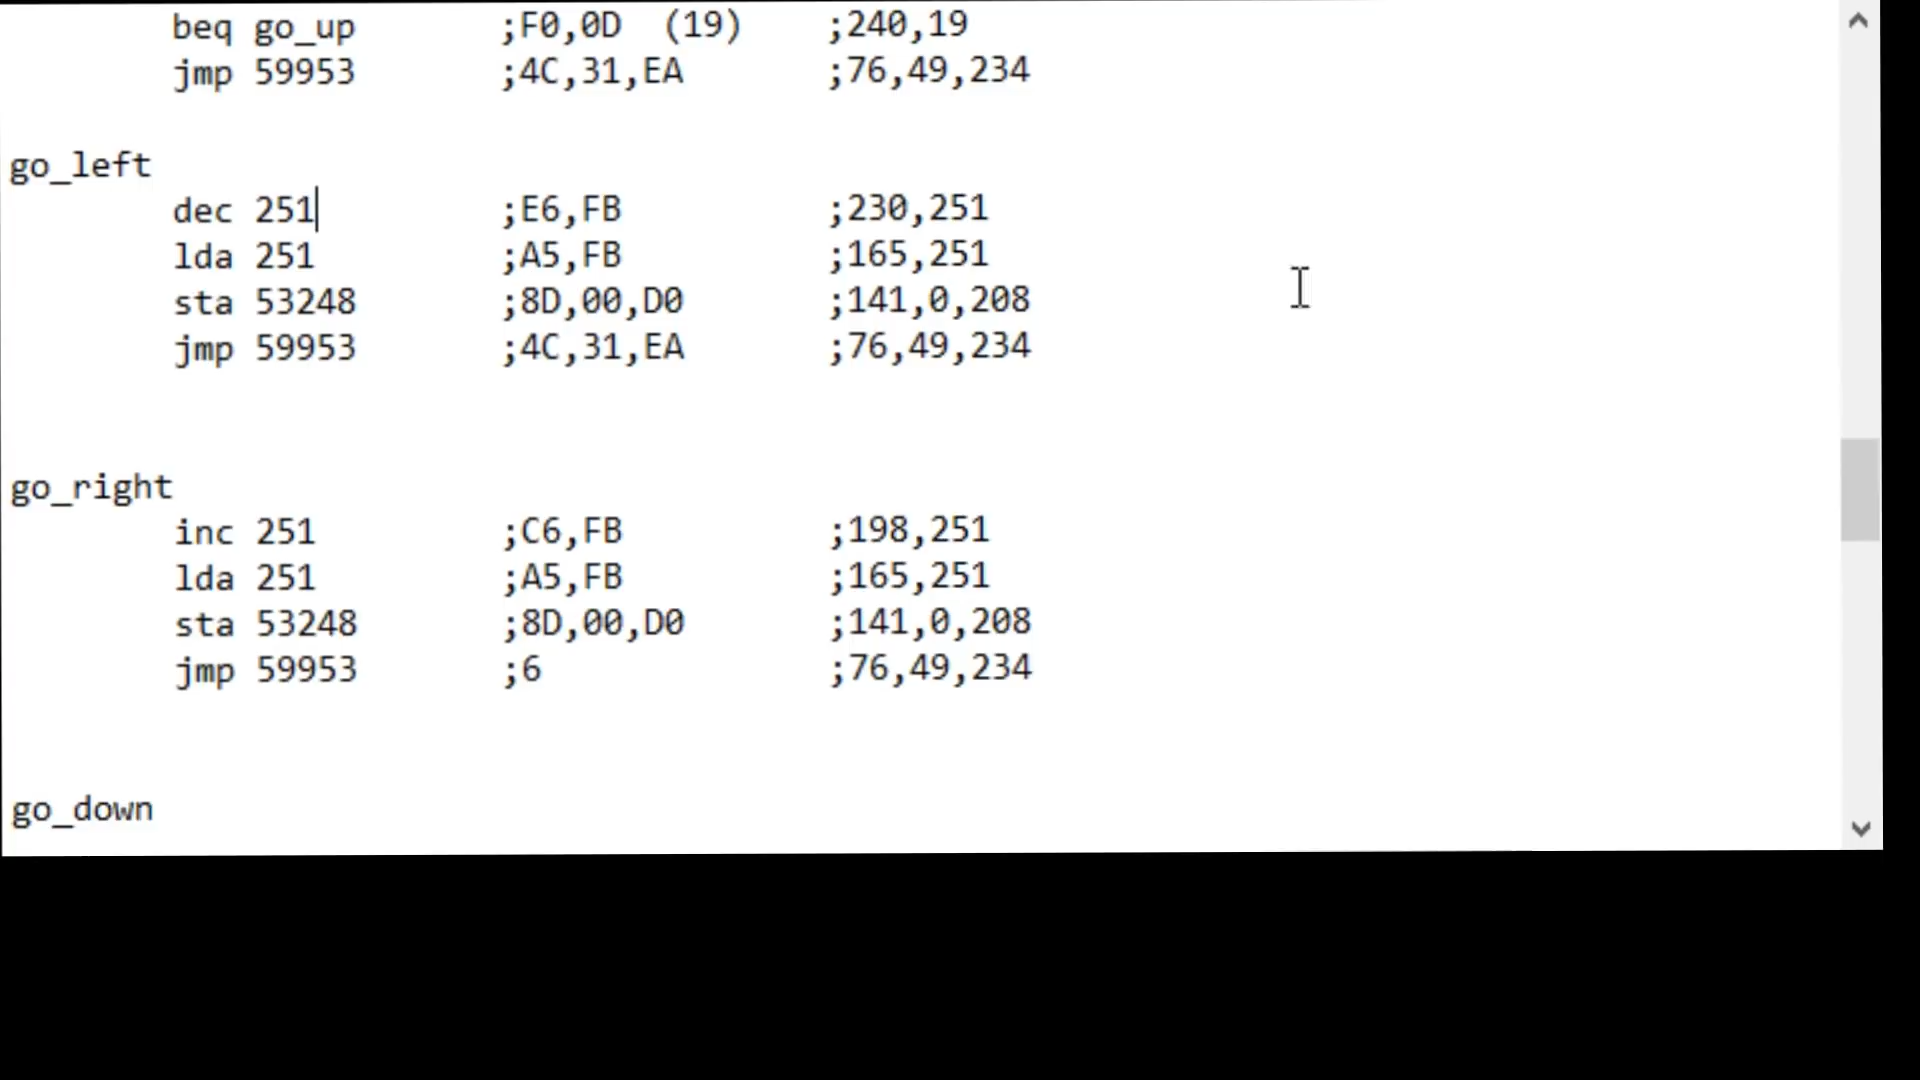 beq go_up ;F0,0D (19) ;240,19
jmp 59953 ;4C,31,EA ;76,49,234
go_left
dec 251 ;E6,FB ;230,251
lda 251 ;A5,FB ;165,251
sta 53248 ;8D,00,D0 ;141,0,208
jmp 59953 ;4C,31,EA ;76,49,234
go_right
inc 251 ;C6,FB ;198,251
lda 251 ;A5,FB ;165,251
sta 53248 ;8D,00,D0 ;141,0,208
jmp 59953 ;6 ;76,49,234
go_down